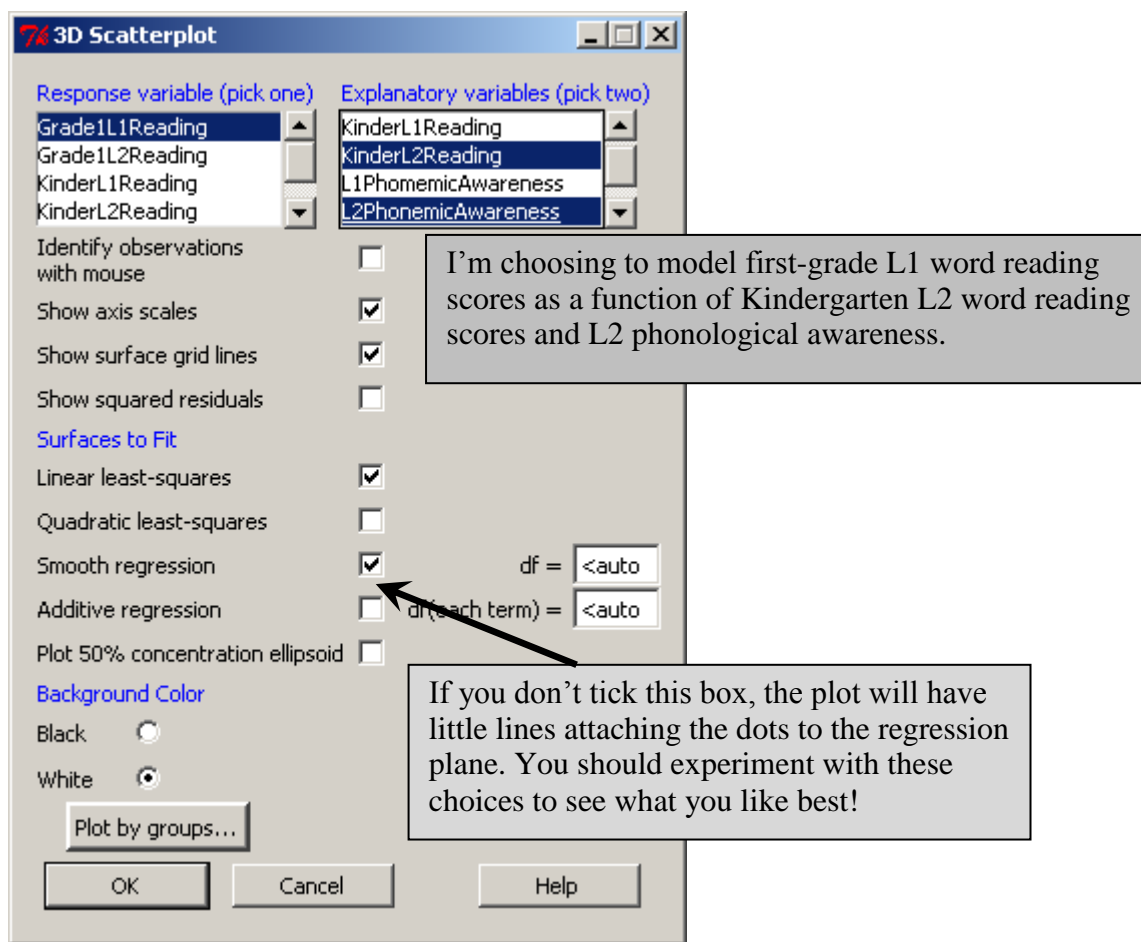 3D Scatterplot
Response variable (pick one) Explanatory variables (pick two)
Grade1L1Reading
Grade1L2Reading
KinderL1Reading
KinderL2Reading
KinderL1Reading
KinderL2Reading
L1PhomemicAwareness
L2PhonemicAwareness
Identify observations
with mouse
I’m choosing to model first-grade L1 word reading
scores as a function of Kindergarten L2 word reading
scores and L2 phonological awareness.
Show axis scales
Show surface grid lines
Show squared residuals
Surfaces to Fit
Linear least-squares
Quadratic least-squares
Smooth regression df = <auto
Additive regression df(each term) = <auto
Plot 50% concentration ellipsoid
If you don’t tick this box, the plot will have
little lines attaching the dots to the regression
plane. You should experiment with these
choices to see what you like best!
Background Color
Black
White
Plot by groups...
OK Cancel Help